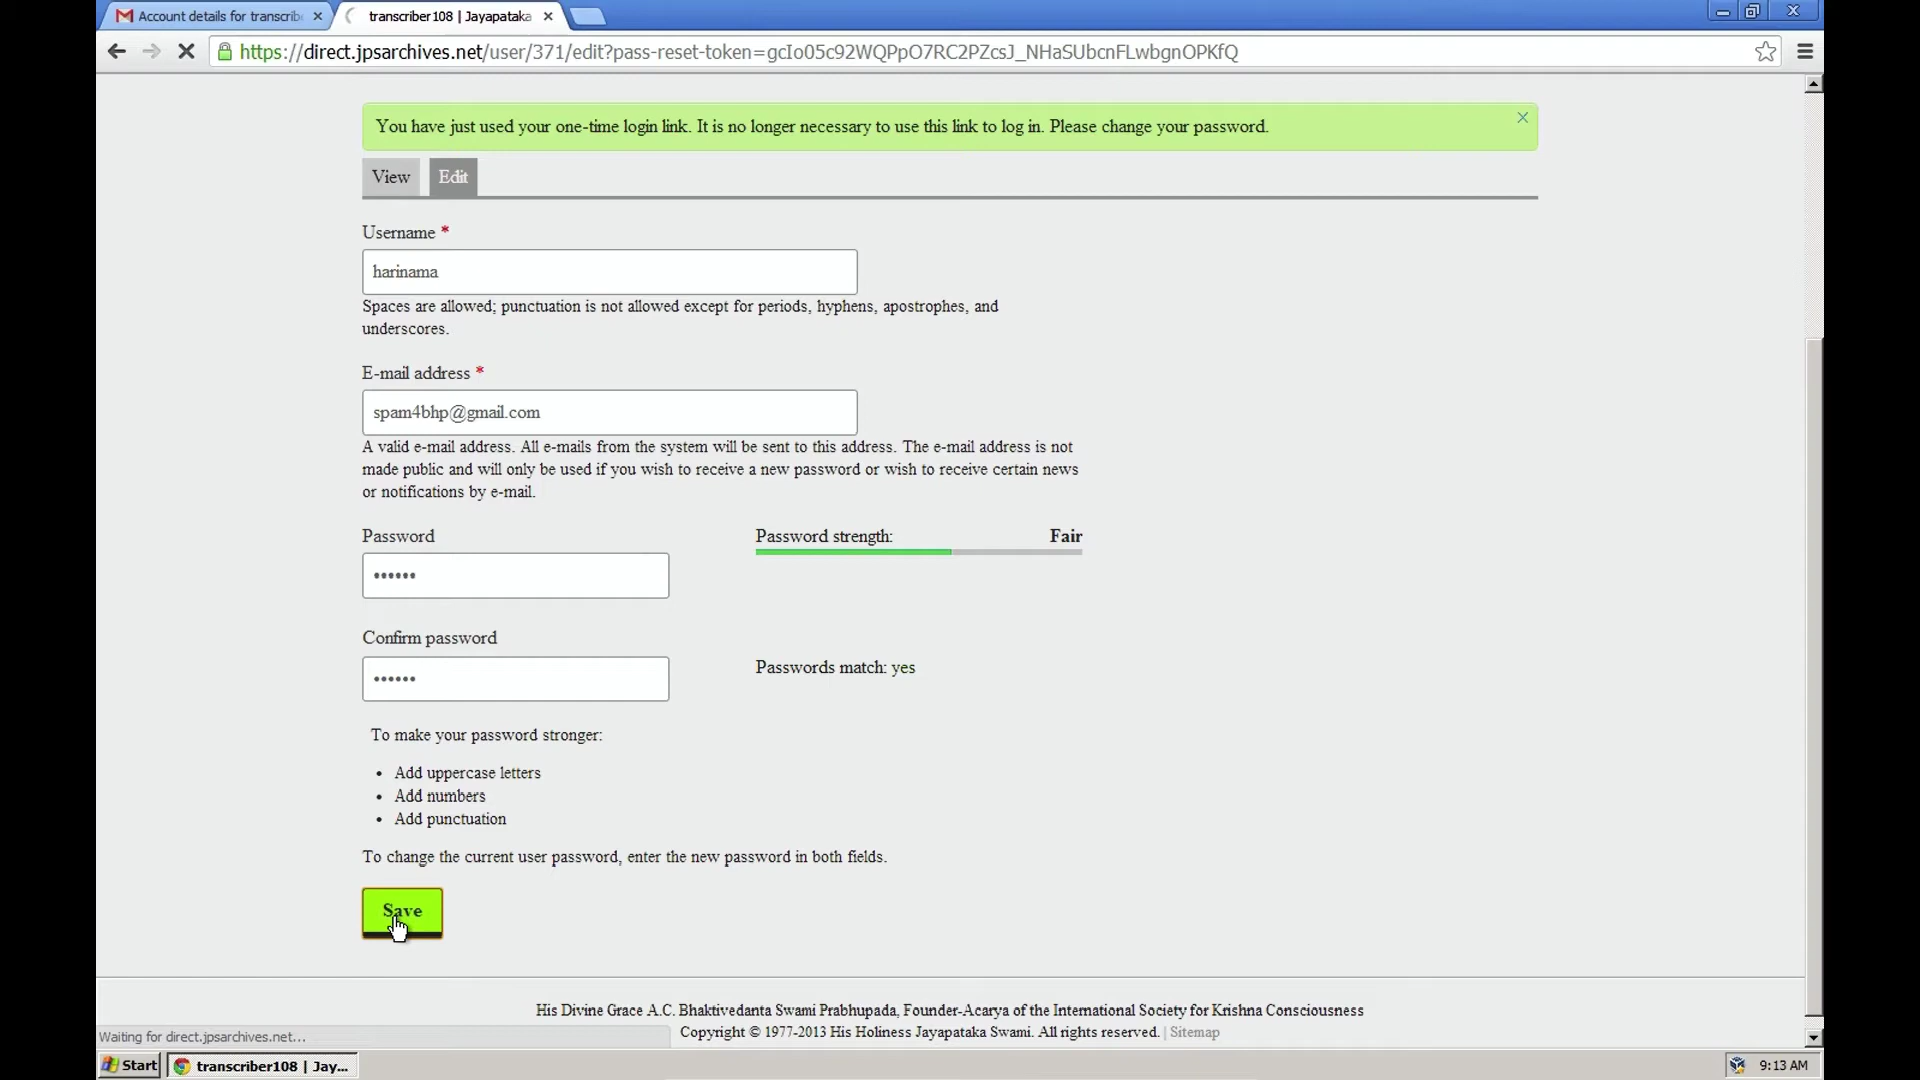 Account details for transcribe
transcriber108 | Jayapataka
https://direct.jpsarchives.net/user/371/edit?pass-reset-token=gcIo05c92WQPpO7RC2PZcsJ_NHaSUbcnFLwbgnOPKfQ
You have just used your one-time login link. It is no longer necessary to use this link to log in. Please change your password.
View Edit
Username *
harinama
Spaces are allowed; punctuation is not allowed except for periods, hyphens, apostrophes, and
underscores.
E-mail address *
spam4bhp@gmail.com
A valid e-mail address. All e-mails from the system will be sent to this address. The e-mail address is not
made public and will only be used if you wish to receive a new password or wish to receive certain news
or notifications by e-mail.
Password
Password strength: Fair
••••••
Confirm password
••••••
Passwords match: yes
To make your password stronger:
• Add uppercase letters
• Add numbers
• Add punctuation
To change the current user password, enter the new password in both fields.
Save
His Divine Grace A.C. Bhaktivedanta Swami Prabhupada, Founder-Acarya of the International Society for Krishna Consciousness
Copyright © 1977-2013 His Holiness Jayapataka Swami. All rights reserved. | Sitemap
Waiting for direct.jpsarchives.net...
Start
transcriber108 | Jay...
9:13 AM